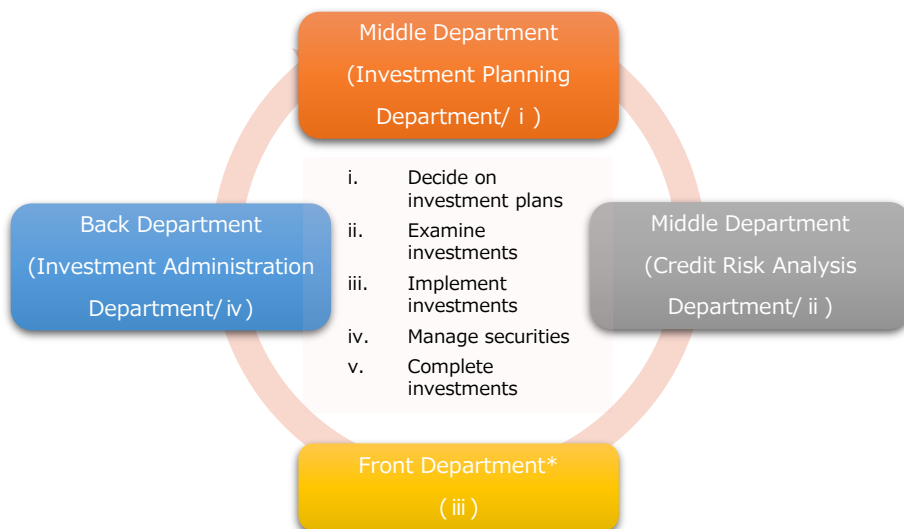 Middle Department
(Investment Planning
Department/ⅰ)
i. Decide on
investment plans
ii. Examine
investments
iii. Implement
investments
iv. Manage securities
v. Complete
investments
Back Department
(Investment Administration
Department/ⅳ)
Middle Department
(Credit Risk Analysis
Department/ⅱ)
Front Department*
(ⅲ)